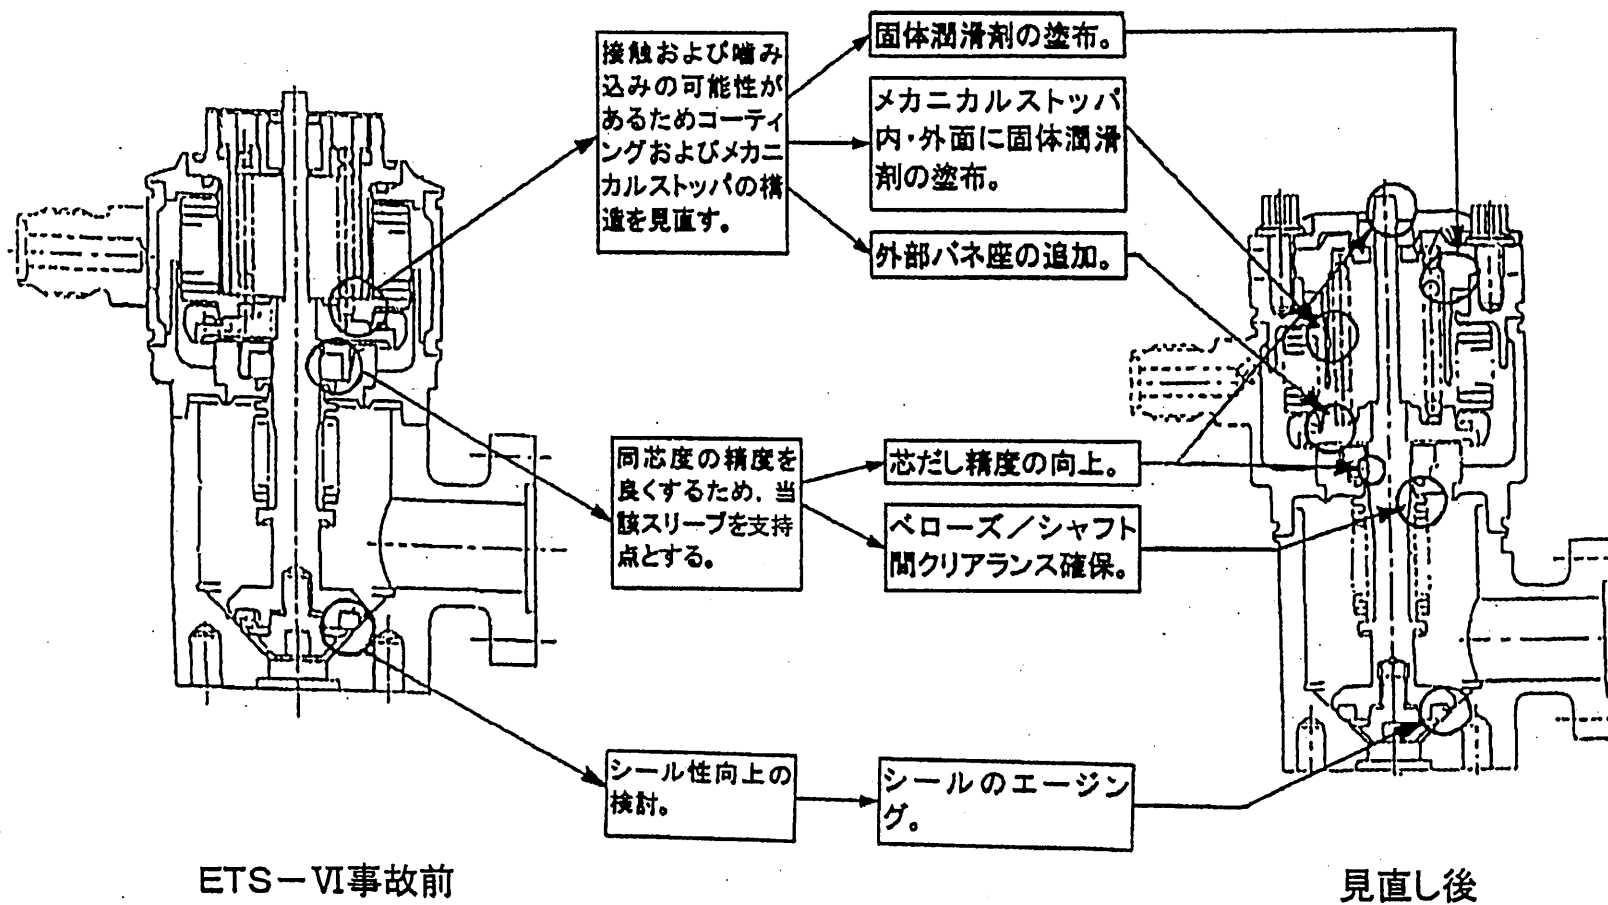 接触および噛み
込みの可能性が
あるためコーティ
ングおよびメカニ
カルストッパの構
造を見直す。
固体潤滑剤の塗布。
メカニカルストッパ
内・外面に固体潤滑
剤の塗布。
外部バネ座の追加。
同芯度の精度を
良くするため、当
該スリーブを支持
点とする。
芯だし精度の向上。
ベローズ／シャフト
間クリアランス確保。
シール性向上の
検討。
シールのエージン
グ。
ETS－Ⅵ事故前
見直し後